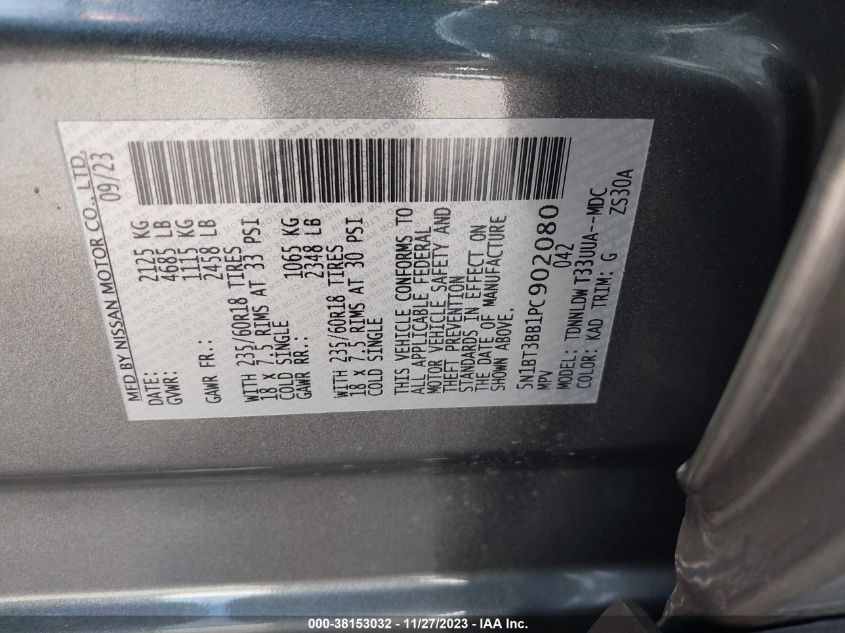 MFD BY NISSAN MOTOR CO., LTD.
DATE: 09/23
GVWR: 2125 KG
4685 LB
GAWR FR.: 1115 KG
2458 LB
WITH 235/60R18 TIRES
18 x 7.5 RIMS AT 33 PSI
COLD SINGLE
GAWR RR.: 1065 KG
2348 LB
WITH 235/60R18 TIRES
18 x 7.5 RIMS AT 30 PSI
COLD SINGLE
THIS VEHICLE CONFORMS TO
ALL APPLICABLE FEDERAL
MOTOR VEHICLE SAFETY AND
THEFT PREVENTION
STANDARDS IN EFFECT ON
THE DATE OF MANUFACTURE
SHOWN ABOVE.
5N1BT3BB1PC902080
MPV 042
MODEL: TDNNLDW T33UUA--MDC
COLOR: KAD TRIM: G ZS30A
000-38153032 - 11/27/2023 - IAA Inc.